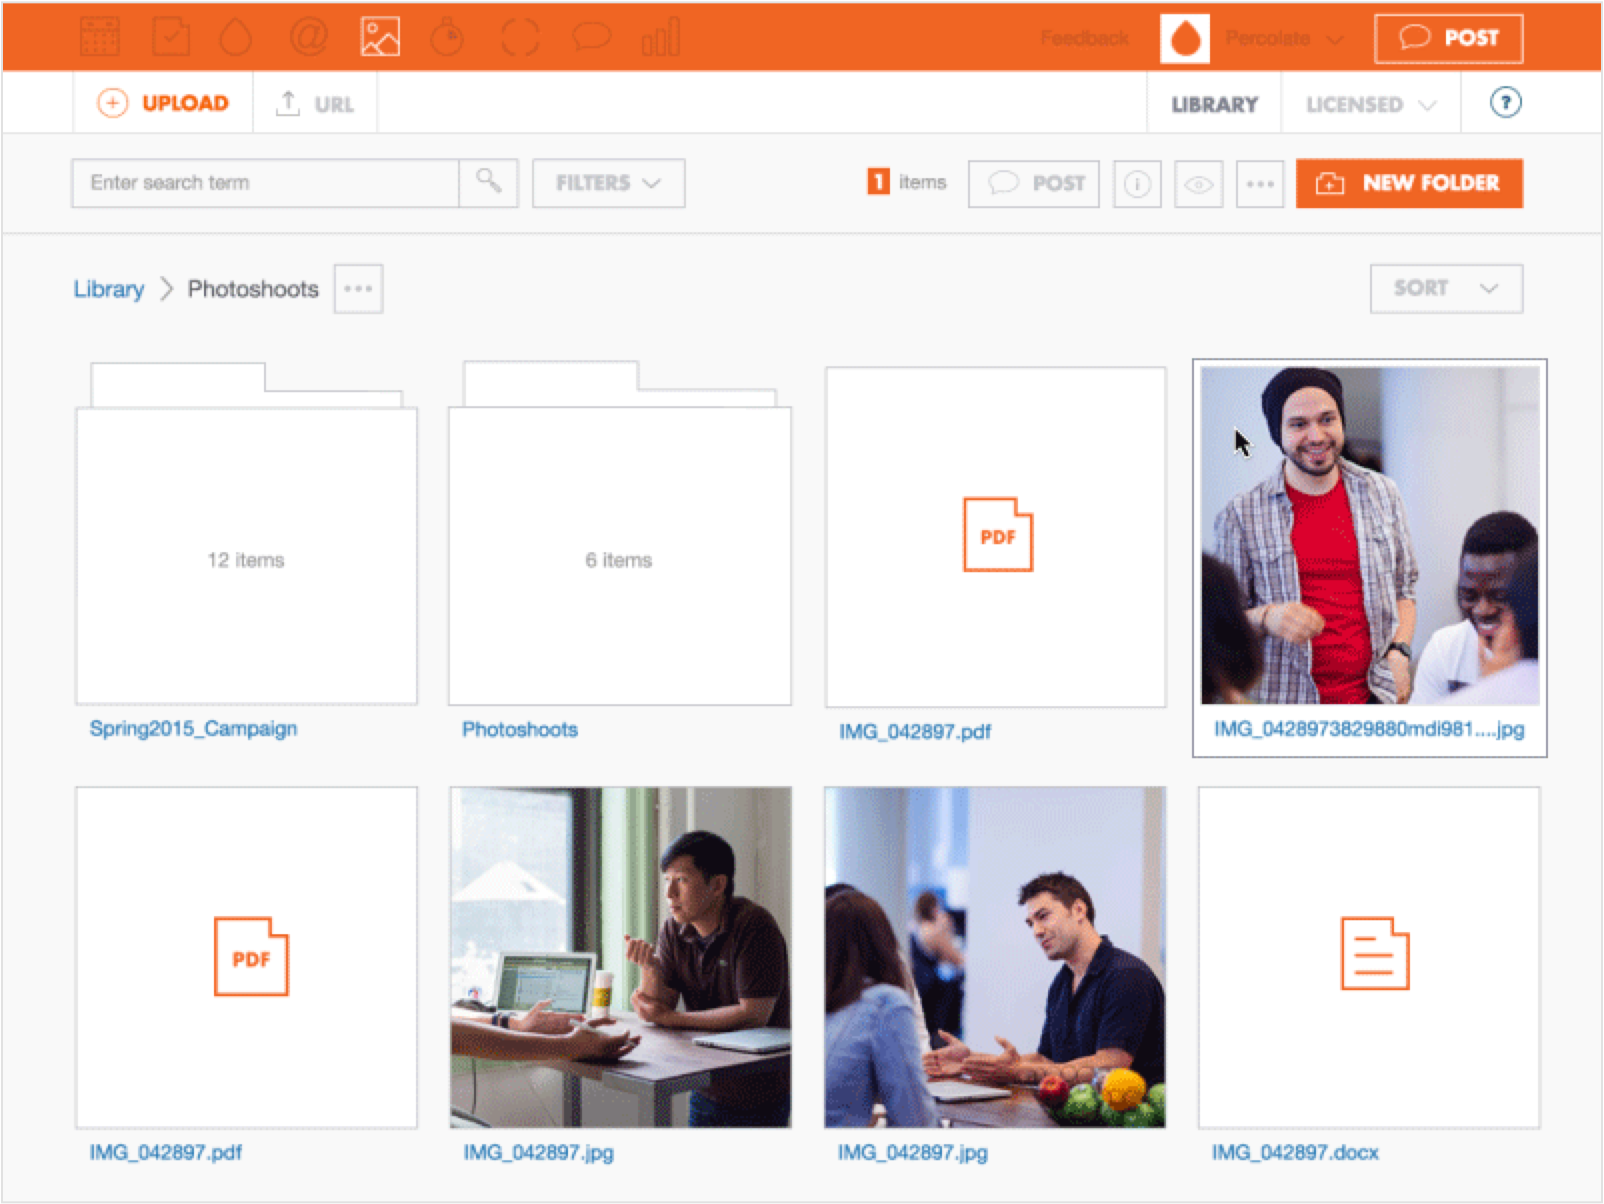 @
Feedback
Percolate
POST
UPLOAD
URL
LIBRARY
LICENSED
?
Enter search term
FILTERS
1 items
POST
i
NEW FOLDER
Library
Photoshoots
SORT
12 items
6 items
PDF
Spring2015_Campaign
Photoshoots
IMG_042897.pdf
IMG_0428973829880mdi981....jpg
PDF
IMG_042897.pdf
IMG_042897.jpg
IMG_042897.jpg
IMG_042897.docx